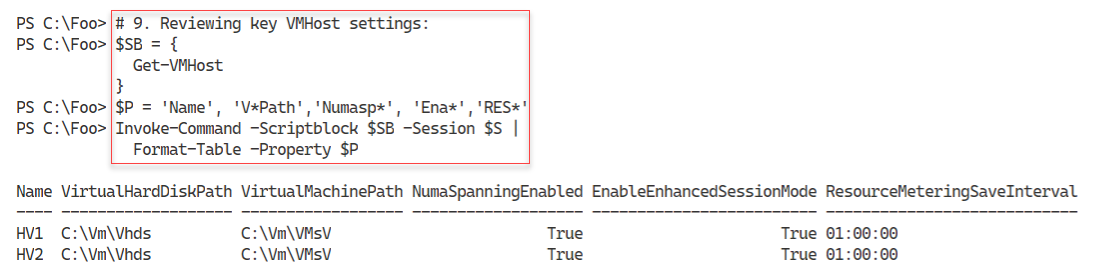 PS C:\Foo> # 9. Reviewing key VMHost settings:
PS C:\Foo> $SB = {
  Get-VMHost
}
PS C:\Foo> $P = 'Name', 'V*Path','Numasp*', 'Ena*','RES*'
PS C:\Foo> Invoke-Command -Scriptblock $SB -Session $S |
  Format-Table -Property $P
Name VirtualHardDiskPath VirtualMachinePath NumaSpanningEnabled EnableEnhancedSessionMode ResourceMeteringSaveInterval
---- ------------------- ------------------ ------------------- ------------------------- ----------------------------
HV1  C:\Vm\Vhds          C:\Vm\VMsV                        True                      True 01:00:00
HV2  C:\Vm\Vhds          C:\Vm\VMsV                        True                      True 01:00:00